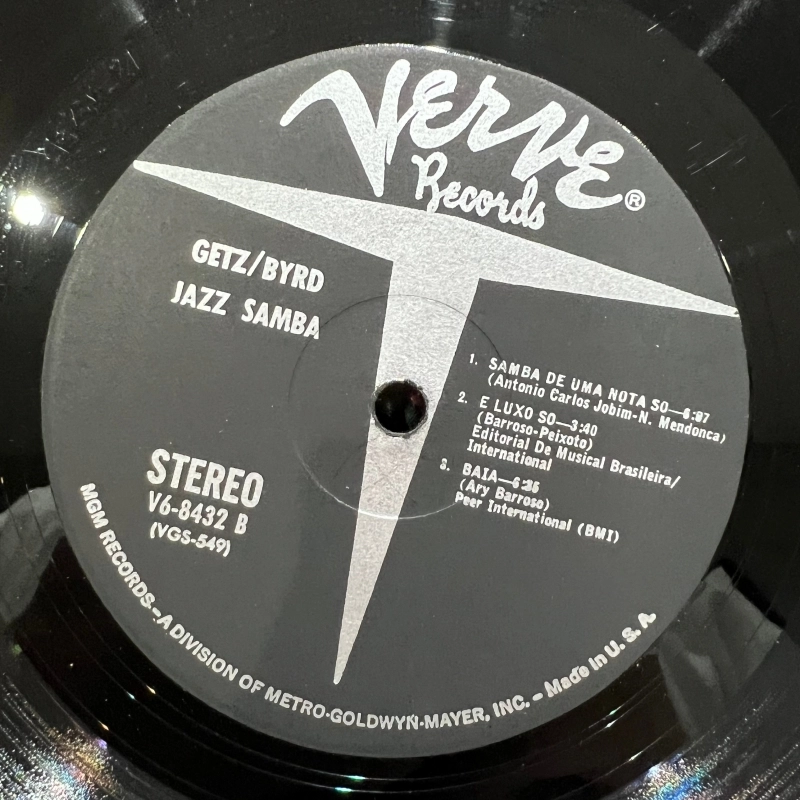 Verve
Records®
GETZ/BYRD
JAZZ SAMBA
1. SAMBA DE UMA NOTA SO—6:07
(Antonio Carlos Jobim-N. Mendonca)
2. E LUXO SO—3:40
(Barroso-Peixoto)
Editorial De Musical Brasileira/
International
3. BAIA—6:35
(Ary Barroso)
Peer International (BMI)
STEREO
V6-8432 B
(VGS-549)
MGM RECORDS—A DIVISION OF METRO-GOLDWYN-MAYER, INC. – Made in U. S. A.